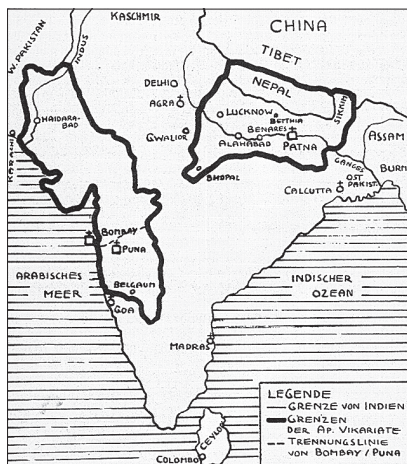 KASCHMIR
CHINA
W. PAKISTAN
INDUS
TIBET
DELHI
NEPAL
SIKKIM
AGRA
HAIDARA-
BAD
LUCKNOW
BETTHIA
ASSAM
GWALIOR
BENARES
ALAHABAD
PATNA
KARACHI
BURM
GANGES
BHOPAL
OST
PAKIST.
CALCUTTA
BOMBAY
PUNA
ARABISCHES
MEER
BELGAUM
INDISCHER
OZEAN
GOA
MADRAS
LEGENDE
GRENZE VON INDIEN
GRENZEN
DER AP. VIKARIATE
TRENNUNGSLINIE
VON BOMBAY/PUNA
CEYLON
COLOMBO